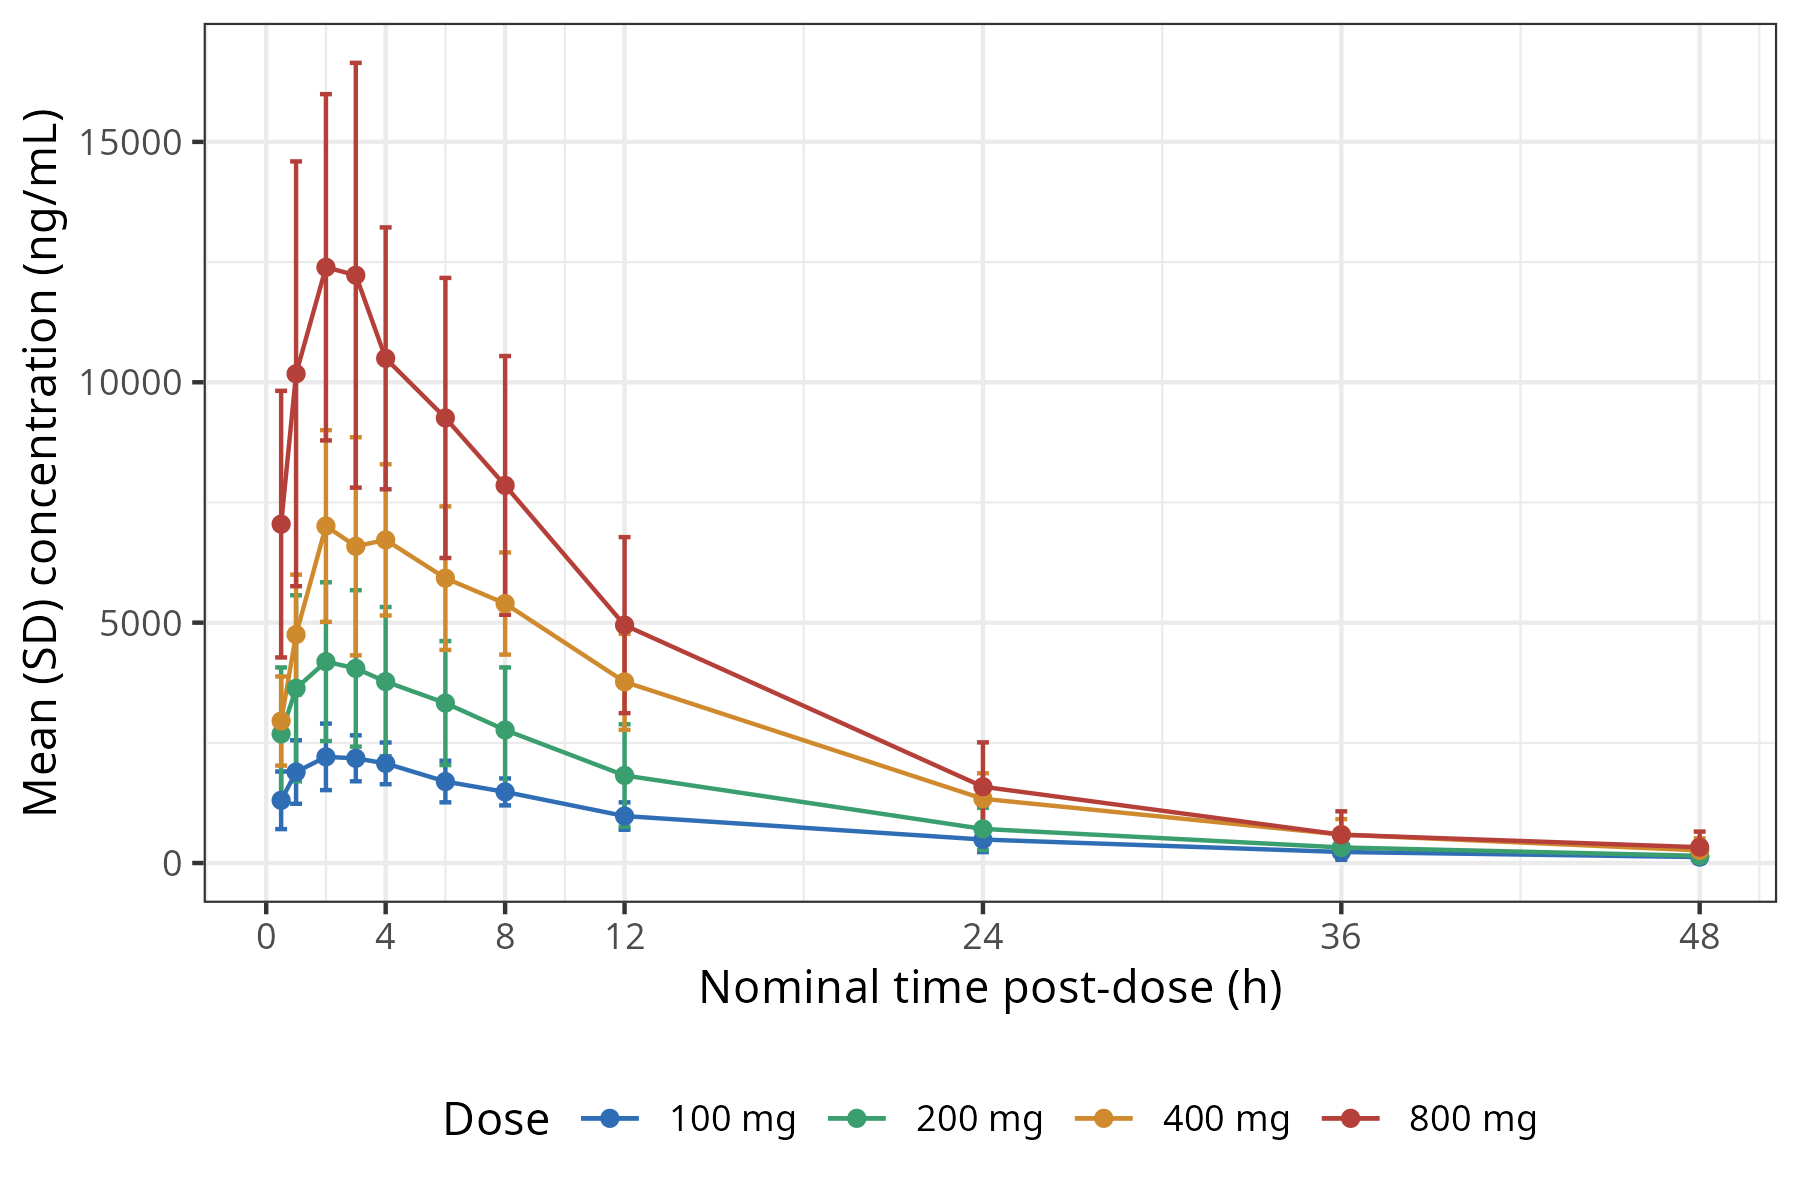 Mean (SD) concentration (ng/mL)
15000
10000
5000
0
0 4 8 12 24 36 48
Nominal time post-dose (h)
Dose 100 mg 200 mg 400 mg 800 mg